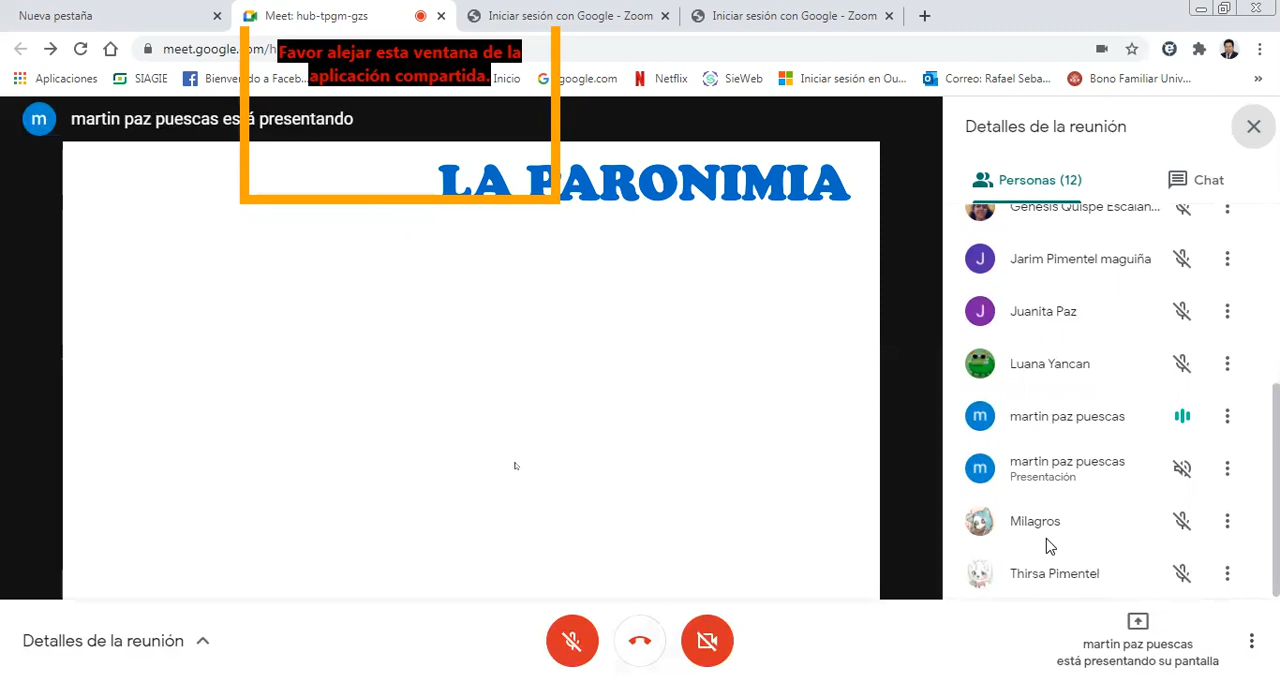 Nueva pestaña
Meet: hub-tpgm-gzs
Iniciar sesión con Google - Zoom
Iniciar sesión con Google - Zoom
meet.google.com/h
Favor alejar esta ventana de la
aplicación compartida.
Aplicaciones
SIAGIE
Bienvenido a Faceb...
Inicio
google.com
Netflix
SieWeb
Iniciar sesión en Ou...
Correo: Rafael Seba...
Bono Familiar Univ...
»
m
martin paz puescas está presentando
LA PARONIMIA
Detalles de la reunión
Personas (12)
Chat
Genesis Quispe Escalan...
J
Jarim Pimentel maguiña
J
Juanita Paz
Luana Yancan
m
martin paz puescas
m
martin paz puescas
Presentación
Milagros
Thirsa Pimentel
Detalles de la reunión
martin paz puescas
está presentando su pantalla